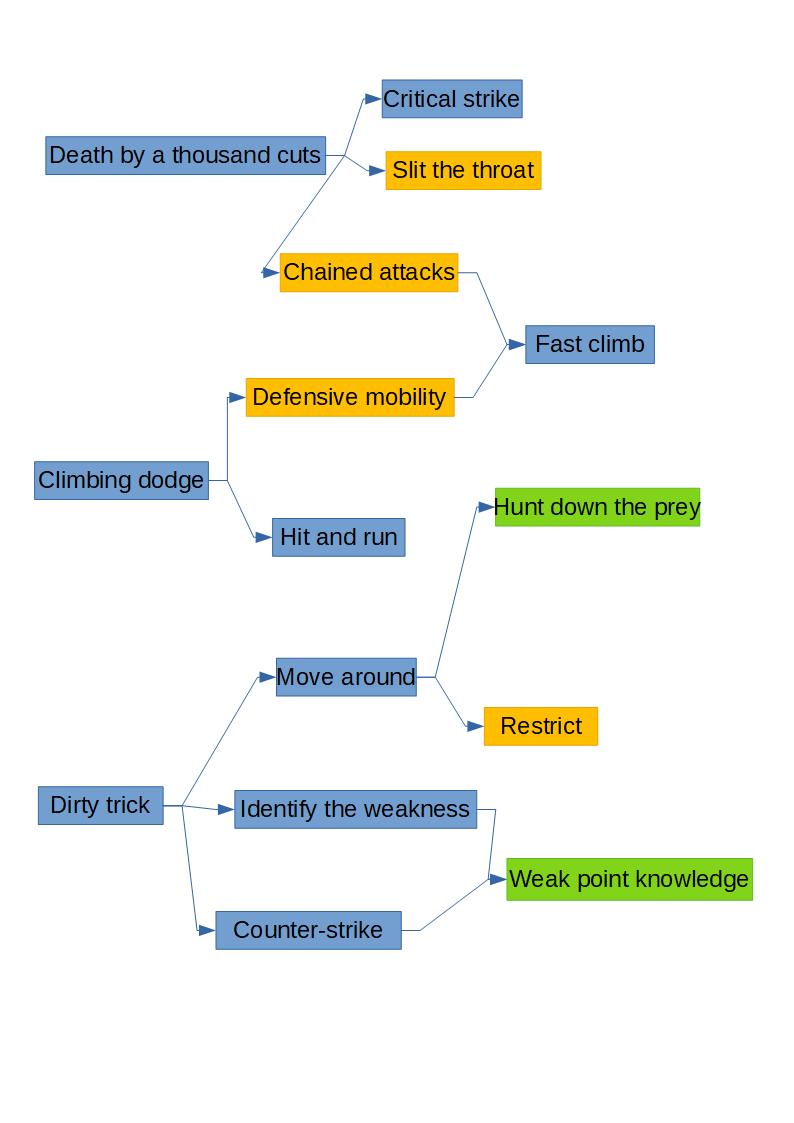 Critical strike
Death by a thousand cuts
Slit the throat
Chained attacks
Fast climb
Defensive mobility
Climbing dodge
Hunt down the prey
Hit and run
Move around
Restrict
Dirty trick
Identify the weakness
Weak point knowledge
Counter-strike